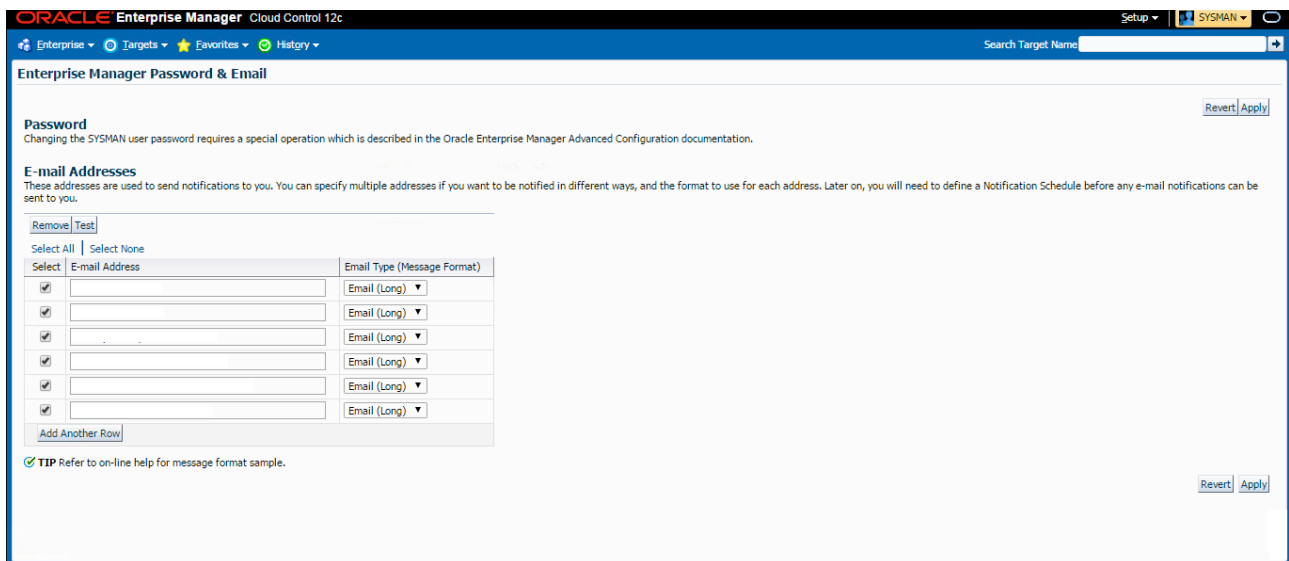 ORACLE Enterprise Manager Cloud Control 12c
Setup SYSMAN
Enterprise Targets Favorites History
Search Target Name
Enterprise Manager Password & Email
Revert Apply
Password
Changing the SYSMAN user password requires a special operation which is described in the Oracle Enterprise Manager Advanced Configuration documentation.
E-mail Addresses
These addresses are used to send notifications to you. You can specify multiple addresses if you want to be notified in different ways, and the format to use for each address. Later on, you will need to define a Notification Schedule before any e-mail notifications can be
sent to you.
Remove Test
Select All | Select None
Select E-mail Address Email Type (Message Format)
Email (Long)
Email (Long)
Email (Long)
Email (Long)
Email (Long)
Email (Long)
Add Another Row
TIP Refer to on-line help for message format sample.
Revert Apply